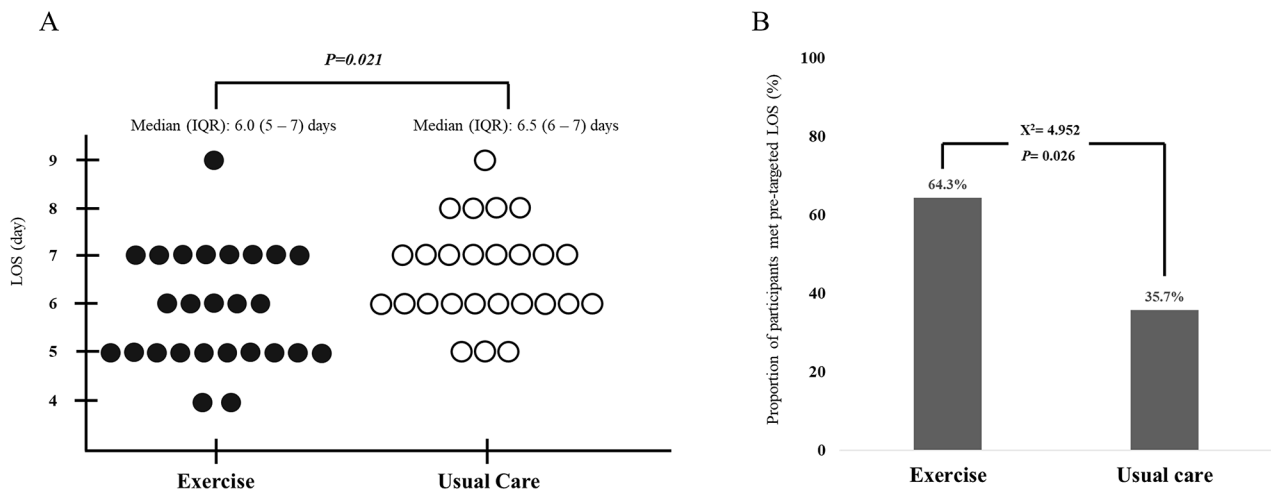 A
P=0.021
Median (IQR): 6.0 (5 – 7) days
Median (IQR): 6.5 (6 – 7) days
LOS (day)
9
8
7
6
5
4
Exercise
Usual Care
B
Proportion of participants met pre-targeted LOS (%)
100
80
60
40
20
0
X²= 4.952
P= 0.026
64.3%
35.7%
Exercise
Usual care